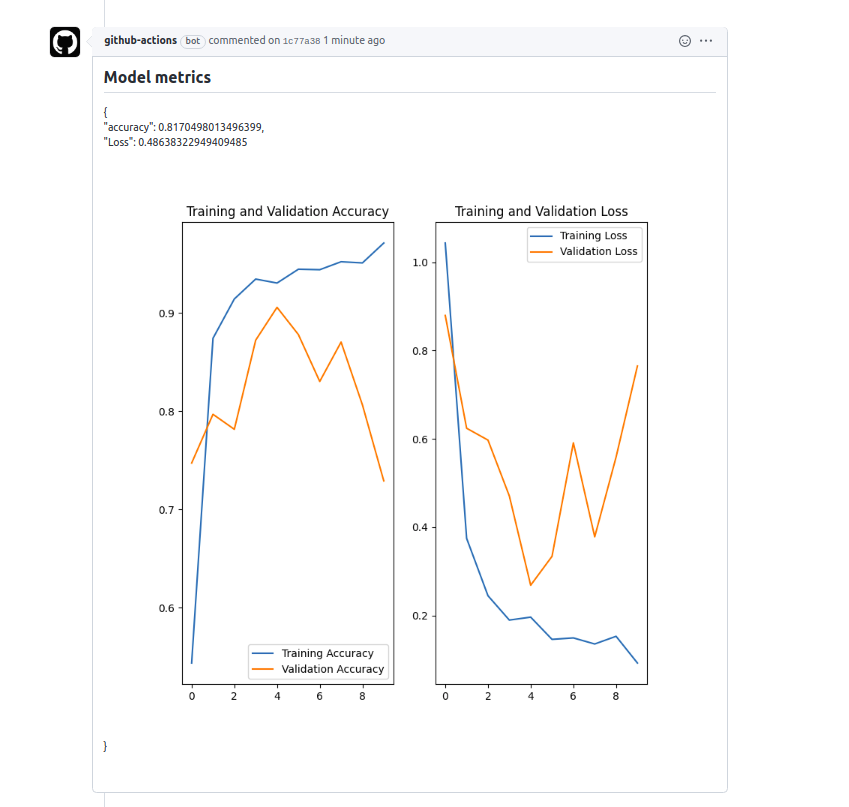 github-actions bot commented on 1c77a38 1 minute ago
Model metrics
{
"accuracy": 0.8170498013496399,
"Loss": 0.48638322949409485
Training and Validation Accuracy
0.9
0.8
0.7
0.6
Training Accuracy
Validation Accuracy
0 2 4 6 8
Training and Validation Loss
Training Loss
Validation Loss
1.0
0.8
0.6
0.4
0.2
0 2 4 6 8
}